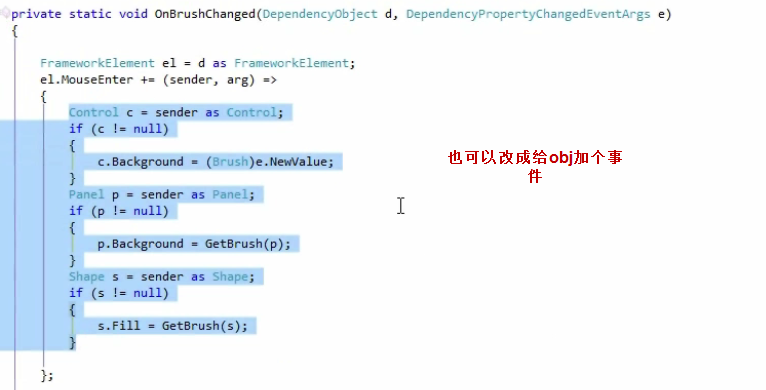 private static void OnBrushChanged(DependencyObject d, DependencyPropertyChangedEventArgs e)
{
FrameworkElement el = d as FrameworkElement;
el.MouseEnter += (sender, arg) =>
{
Control c = sender as Control;
if (c != null)
{
c.Background = (Brush)e.NewValue;
}
Panel p = sender as Panel;
if (p != null)
{
p.Background = GetBrush(p);
}
Shape s = sender as Shape;
if (s != null)
{
s.Fill = GetBrush(s);
}
};
也可以改成给obj加个事
件